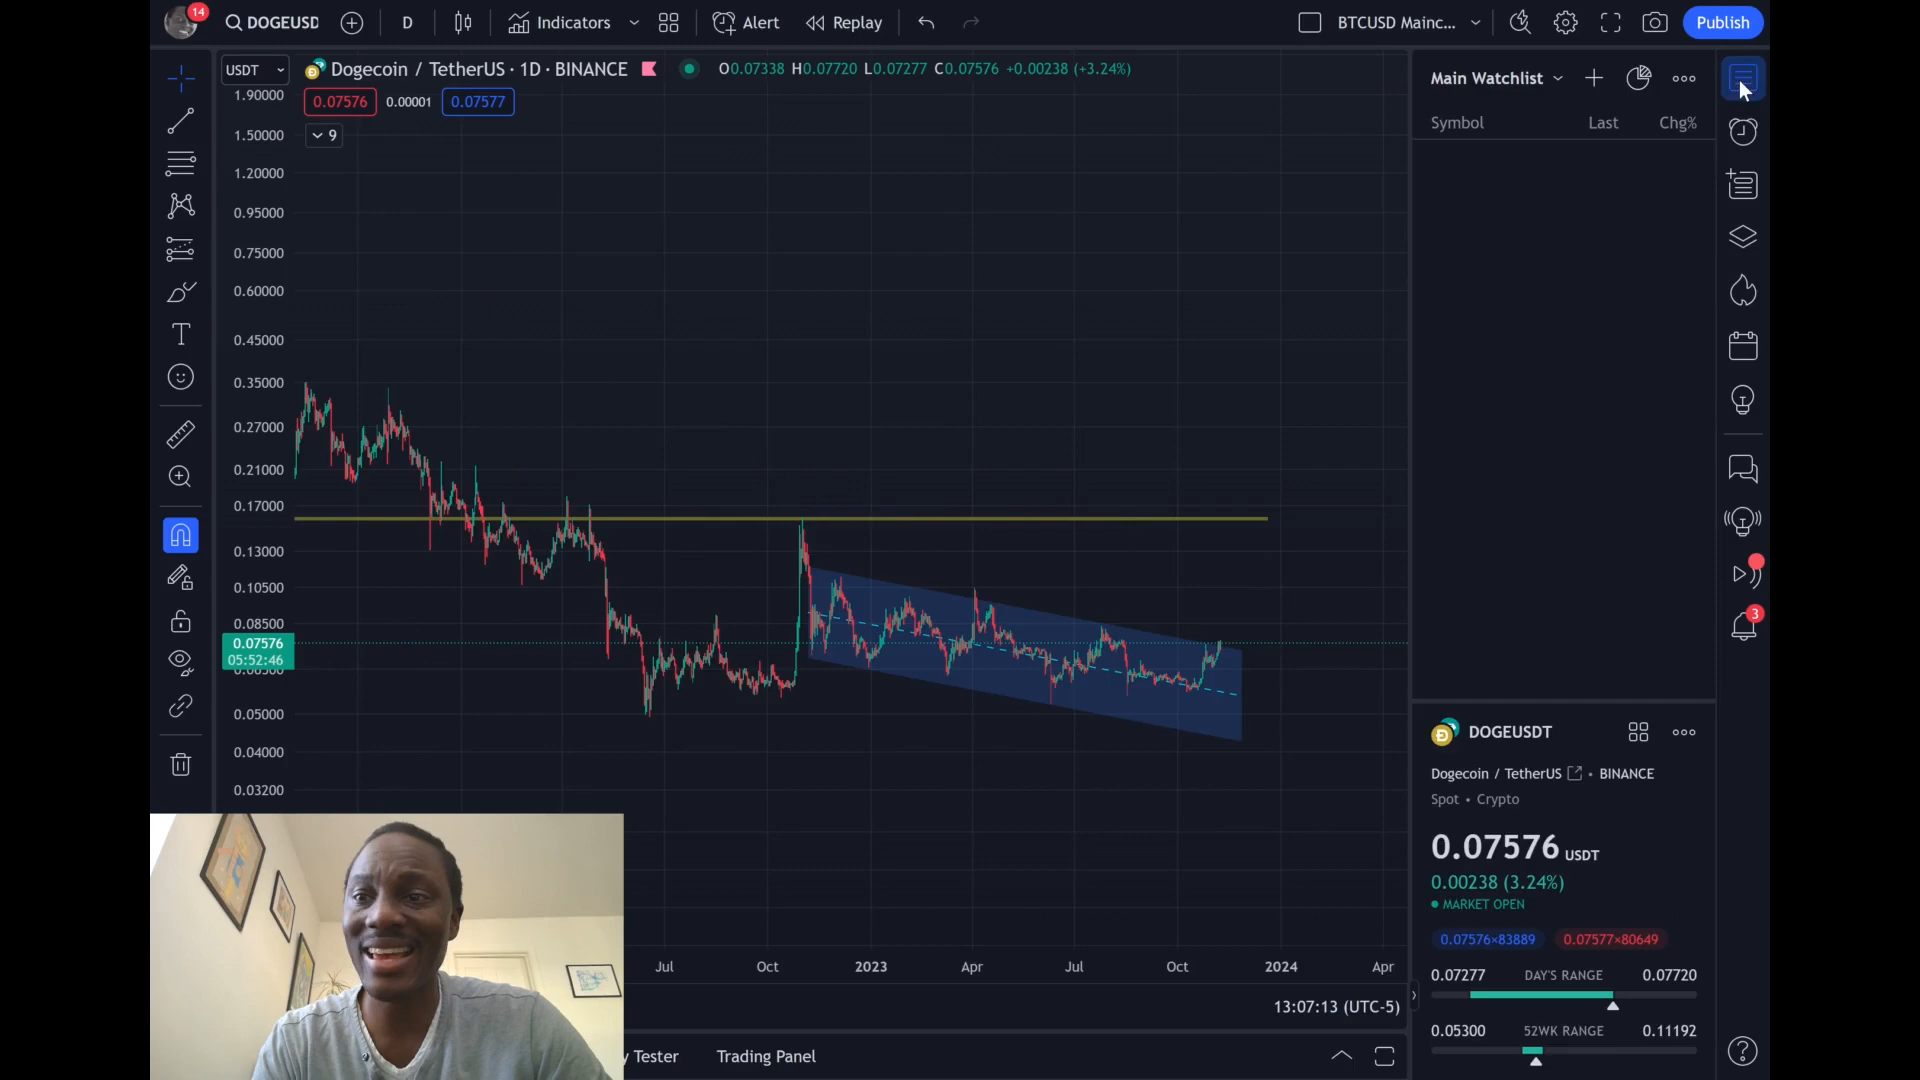 14
DOGEUSD
D
Indicators
Alert
Replay
BTCUSD Mainc...
Publish
USDT
Dogecoin / TetherUS · 1D · BINANCE
O0.07338 H0.07720 L0.07277 C0.07576 +0.00238 (+3.24%)
0.07576
0.00001
0.07577
9
1.90000
1.50000
1.20000
0.95000
0.75000
0.60000
0.45000
0.35000
0.27000
0.21000
0.17000
0.13000
0.10500
0.08500
0.07576
05:52:46
0.05000
0.04000
0.03200
Jul
Oct
2023
Apr
Jul
Oct
2024
Apr
13:07:13 (UTC-5)
y Tester
Trading Panel
Main Watchlist
Symbol Last Chg%
DOGEUSDT
Dogecoin / TetherUS • BINANCE
Spot • Crypto
0.07576 USDT
0.00238 (3.24%)
MARKET OPEN
0.07576×83889 0.07577×80649
0.07277 DAY'S RANGE 0.07720
0.05300 52WK RANGE 0.11192
3